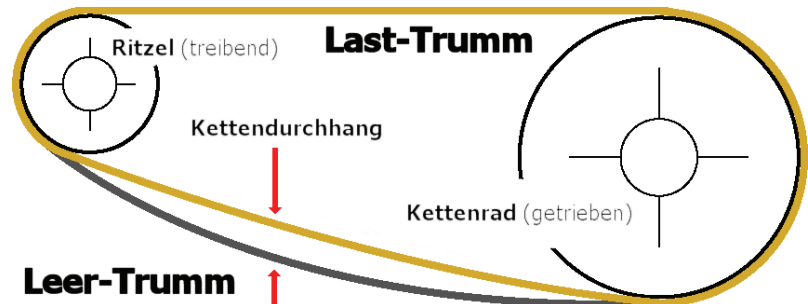 Last-Trumm
Ritzel (treibend)
Kettendurchhang
Kettenrad (getrieben)
Leer-Trumm